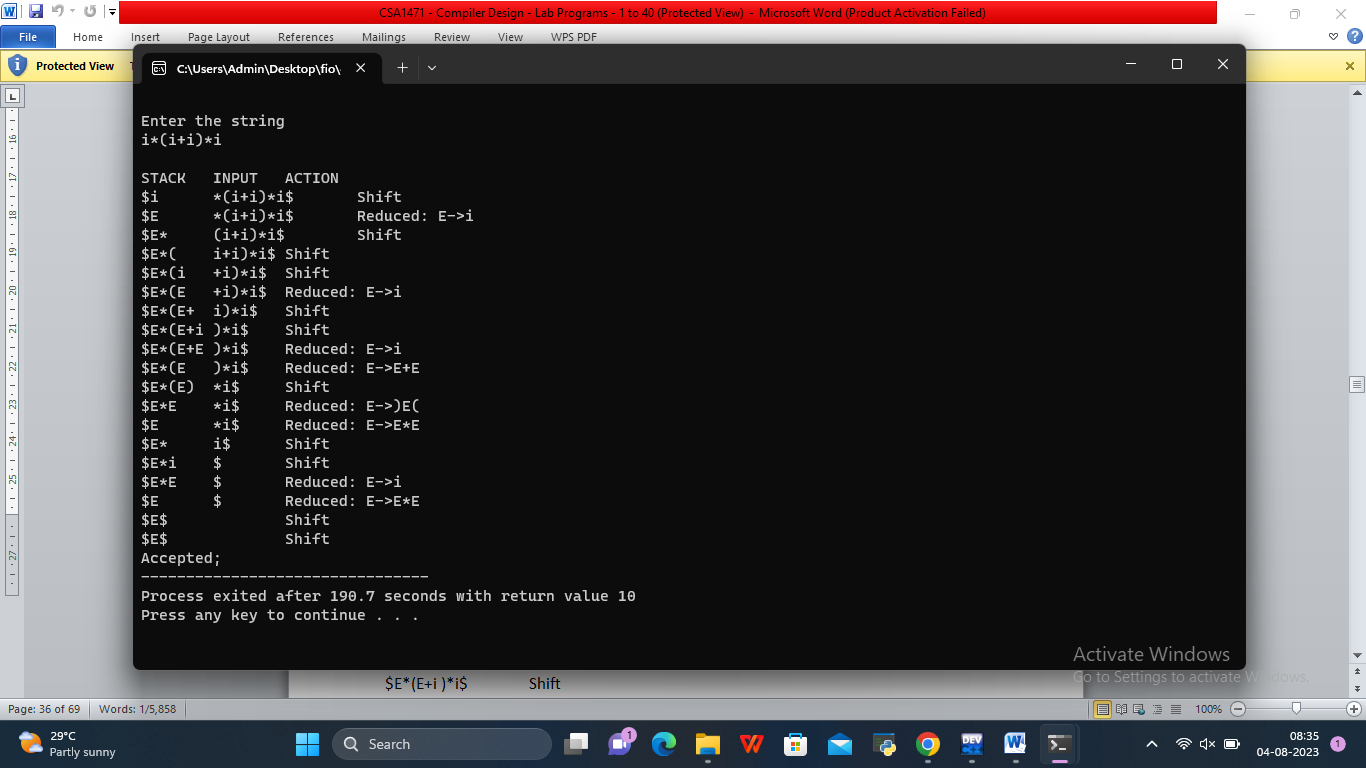 CSA1471 - Compiler Design - Lab Programs - 1 to 40 (Protected View) - Microsoft Word (Product Activation Failed)
File Home Insert Page Layout References Mailings Review View WPS PDF
Protected View
C:\Users\Admin\Desktop\fio\
Enter the string
i*(i+i)*i
STACK INPUT ACTION
$i *(i+i)*i$ Shift
$E *(i+i)*i$ Reduced: E->i
$E* (i+i)*i$ Shift
$E*( i+i)*i$ Shift
$E*(i +i)*i$ Shift
$E*(E +i)*i$ Reduced: E->i
$E*(E+ i)*i$ Shift
$E*(E+i )*i$ Shift
$E*(E+E )*i$ Reduced: E->i
$E*(E )*i$ Reduced: E->E+E
$E*(E) *i$ Shift
$E*E *i$ Reduced: E->)E(
$E *i$ Reduced: E->E*E
$E* i$ Shift
$E*i $ Shift
$E*E $ Reduced: E->i
$E $ Reduced: E->E*E
$E$ Shift
$E$ Shift
Accepted;
--------------------------------
Process exited after 190.7 seconds with return value 10
Press any key to continue . . .
Activate Windows
Go to Settings to activate Windows.
$E*(E+i )*i$ Shift
Page: 36 of 69 Words: 1/5,858 100%
29°C
Partly sunny
Search
1
DEV
08:35
04-08-2023
1